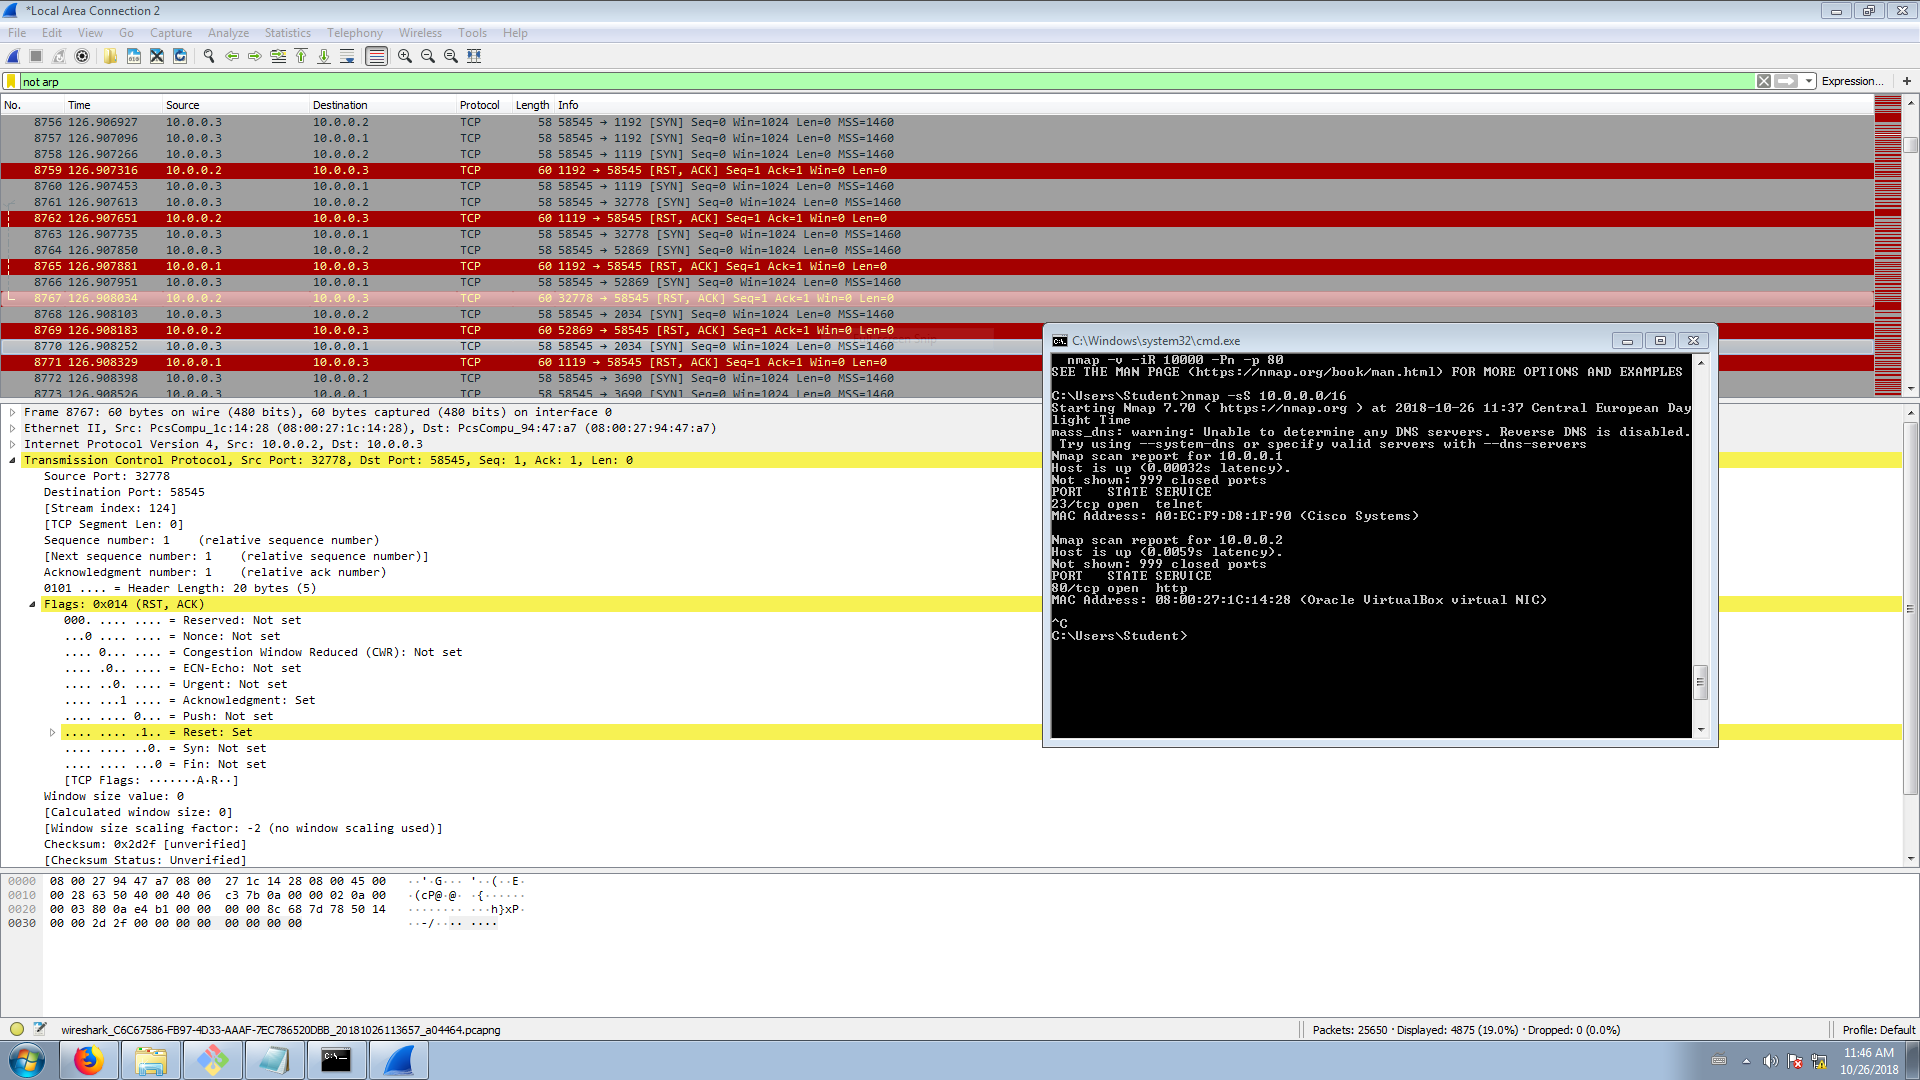 *Local Area Connection 2
File Edit View Go Capture Analyze Statistics Telephony Wireless Tools Help
not arp
Expression... +
No. Time Source Destination Protocol Length Info
8756 126.906927 10.0.0.3 10.0.0.2 TCP 58 58545 → 1192 [SYN] Seq=0 Win=1024 Len=0 MSS=1460
8757 126.907096 10.0.0.3 10.0.0.1 TCP 58 58545 → 1192 [SYN] Seq=0 Win=1024 Len=0 MSS=1460
8758 126.907266 10.0.0.3 10.0.0.2 TCP 58 58545 → 1119 [SYN] Seq=0 Win=1024 Len=0 MSS=1460
8759 126.907316 10.0.0.2 10.0.0.3 TCP 60 1192 → 58545 [RST, ACK] Seq=1 Ack=1 Win=0 Len=0
8760 126.907453 10.0.0.3 10.0.0.1 TCP 58 58545 → 1119 [SYN] Seq=0 Win=1024 Len=0 MSS=1460
8761 126.907613 10.0.0.3 10.0.0.2 TCP 58 58545 → 32778 [SYN] Seq=0 Win=1024 Len=0 MSS=1460
8762 126.907651 10.0.0.2 10.0.0.3 TCP 60 1119 → 58545 [RST, ACK] Seq=1 Ack=1 Win=0 Len=0
8763 126.907735 10.0.0.3 10.0.0.1 TCP 58 58545 → 32778 [SYN] Seq=0 Win=1024 Len=0 MSS=1460
8764 126.907850 10.0.0.3 10.0.0.2 TCP 58 58545 → 52869 [SYN] Seq=0 Win=1024 Len=0 MSS=1460
8765 126.907881 10.0.0.1 10.0.0.3 TCP 60 1192 → 58545 [RST, ACK] Seq=1 Ack=1 Win=0 Len=0
8766 126.907951 10.0.0.3 10.0.0.1 TCP 58 58545 → 52869 [SYN] Seq=0 Win=1024 Len=0 MSS=1460
8767 126.908034 10.0.0.2 10.0.0.3 TCP 60 32778 → 58545 [RST, ACK] Seq=1 Ack=1 Win=0 Len=0
8768 126.908103 10.0.0.3 10.0.0.2 TCP 58 58545 → 2034 [SYN] Seq=0 Win=1024 Len=0 MSS=1460
8769 126.908183 10.0.0.2 10.0.0.3 TCP 60 52869 → 58545 [RST, ACK] Seq=1 Ack=1 Win=0 Len=0
8770 126.908252 10.0.0.3 10.0.0.1 TCP 58 58545 → 2034 [SYN] Seq=0 Win=1024 Len=0 MSS=1460
8771 126.908329 10.0.0.1 10.0.0.3 TCP 60 1119 → 58545 [RST, ACK] Seq=1 Ack=1 Win=0 Len=0
8772 126.908398 10.0.0.3 10.0.0.2 TCP 58 58545 → 3690 [SYN] Seq=0 Win=1024 Len=0 MSS=1460
8773 126.908526 10.0.0.3 10.0.0.1 TCP 58 58545 → 3690 [SYN] Seq=0 Win=1024 Len=0 MSS=1460
Frame 8767: 60 bytes on wire (480 bits), 60 bytes captured (480 bits) on interface 0
Ethernet II, Src: PcsCompu_1c:14:28 (08:00:27:1c:14:28), Dst: PcsCompu_94:47:a7 (08:00:27:94:47:a7)
Internet Protocol Version 4, Src: 10.0.0.2, Dst: 10.0.0.3
Transmission Control Protocol, Src Port: 32778, Dst Port: 58545, Seq: 1, Ack: 1, Len: 0
Source Port: 32778
Destination Port: 58545
[Stream index: 124]
[TCP Segment Len: 0]
Sequence number: 1 (relative sequence number)
[Next sequence number: 1 (relative sequence number)]
Acknowledgment number: 1 (relative ack number)
0101 .... = Header Length: 20 bytes (5)
Flags: 0x014 (RST, ACK)
000. .... .... = Reserved: Not set
...0 .... .... = Nonce: Not set
.... 0... .... = Congestion Window Reduced (CWR): Not set
.... .0.. .... = ECN-Echo: Not set
.... ..0. .... = Urgent: Not set
.... ...1 .... = Acknowledgment: Set
.... .... 0... = Push: Not set
.... .... .1.. = Reset: Set
.... .... ..0. = Syn: Not set
.... .... ...0 = Fin: Not set
[TCP Flags: ·······A·R··]
Window size value: 0
[Calculated window size: 0]
[Window size scaling factor: -2 (no window scaling used)]
Checksum: 0x2d2f [unverified]
[Checksum Status: Unverified]
0000 08 00 27 94 47 a7 08 00 27 1c 14 28 08 00 45 00 ··'·G··· '··(··E·
0010 00 28 63 50 40 00 40 06 c3 7b 0a 00 00 02 0a 00 ·(cP@·@· ·{······
0020 00 03 80 0a e4 b1 00 00 00 00 8c 68 7d 78 50 14 ········ ···h}xP·
0030 00 00 2d 2f 00 00 00 00 00 00 00 00 ··-/···· ····
C:\Windows\system32\cmd.exe
nmap -v -iR 10000 -Pn -p 80
SEE THE MAN PAGE (https://nmap.org/book/man.html) FOR MORE OPTIONS AND EXAMPLES
C:\Users\Student>nmap -sS 10.0.0.0/16
Starting Nmap 7.70 ( https://nmap.org ) at 2018-10-26 11:37 Central European Day
light Time
mass_dns: warning: Unable to determine any DNS servers. Reverse DNS is disabled.
Try using --system-dns or specify valid servers with --dns-servers
Nmap scan report for 10.0.0.1
Host is up (0.00032s latency).
Not shown: 999 closed ports
PORT STATE SERVICE
23/tcp open telnet
MAC Address: A0:EC:F9:D8:1F:90 (Cisco Systems)
Nmap scan report for 10.0.0.2
Host is up (0.0059s latency).
Not shown: 999 closed ports
PORT STATE SERVICE
80/tcp open http
MAC Address: 08:00:27:1C:14:28 (Oracle VirtualBox virtual NIC)
^C
C:\Users\Student>
wireshark_C6C67586-FB97-4D33-AAAF-7EC786520DBB_20181026113657_a04464.pcapng
Packets: 25650 · Displayed: 4875 (19.0%) · Dropped: 0 (0.0%)
Profile: Default
11:46 AM
10/26/2018